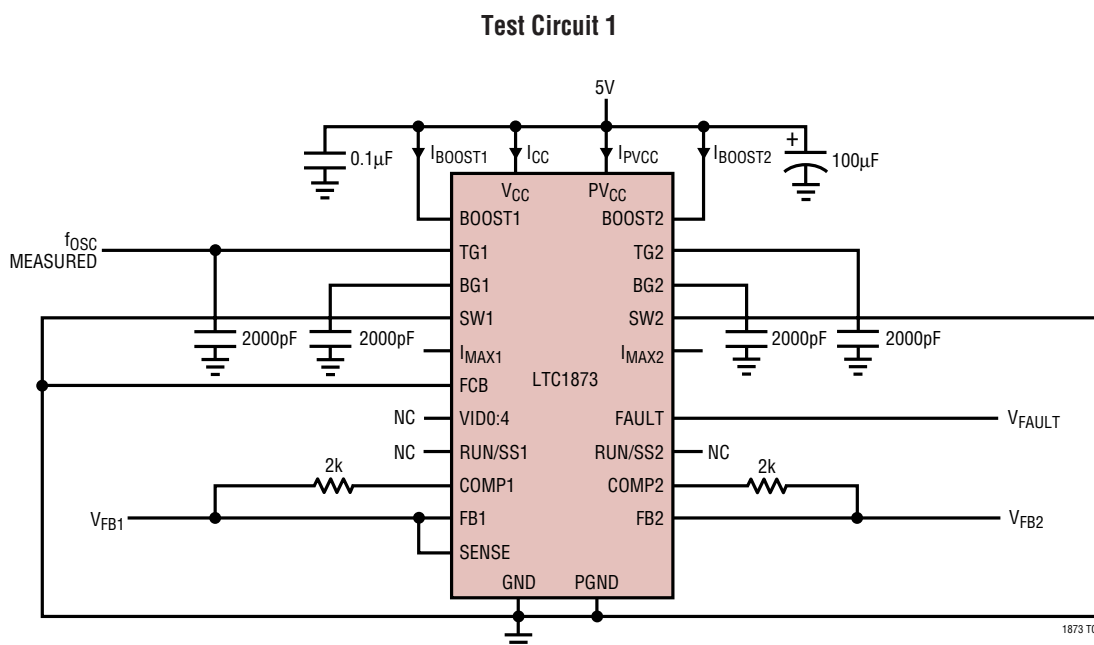 Test Circuit 1
5V
0.1µF
IBOOST1
ICC
IPVCC
IBOOST2
+
100µF
VCC
PVCC
BOOST1
BOOST2
fOSC
MEASURED
TG1
TG2
BG1
BG2
SW1
SW2
2000pF
2000pF
2000pF
2000pF
IMAX1
IMAX2
LTC1873
FCB
NC
VID0:4
FAULT
VFAULT
NC
RUN/SS1
RUN/SS2
NC
2k
COMP1
COMP2
2k
VFB1
FB1
FB2
VFB2
SENSE
GND
PGND
1873